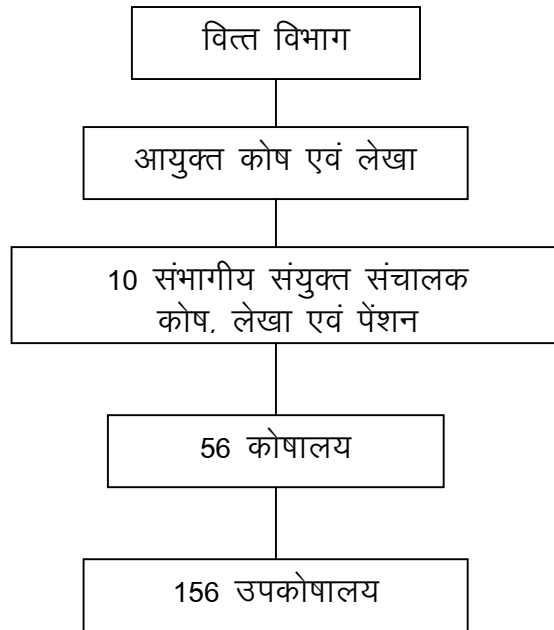 वित्त विभाग
आयुक्त कोष एवं लेखा
10 संभागीय संयुक्त संचालक
कोष, लेखा एवं पेंशन
56 कोषालय
156 उपकोषालय